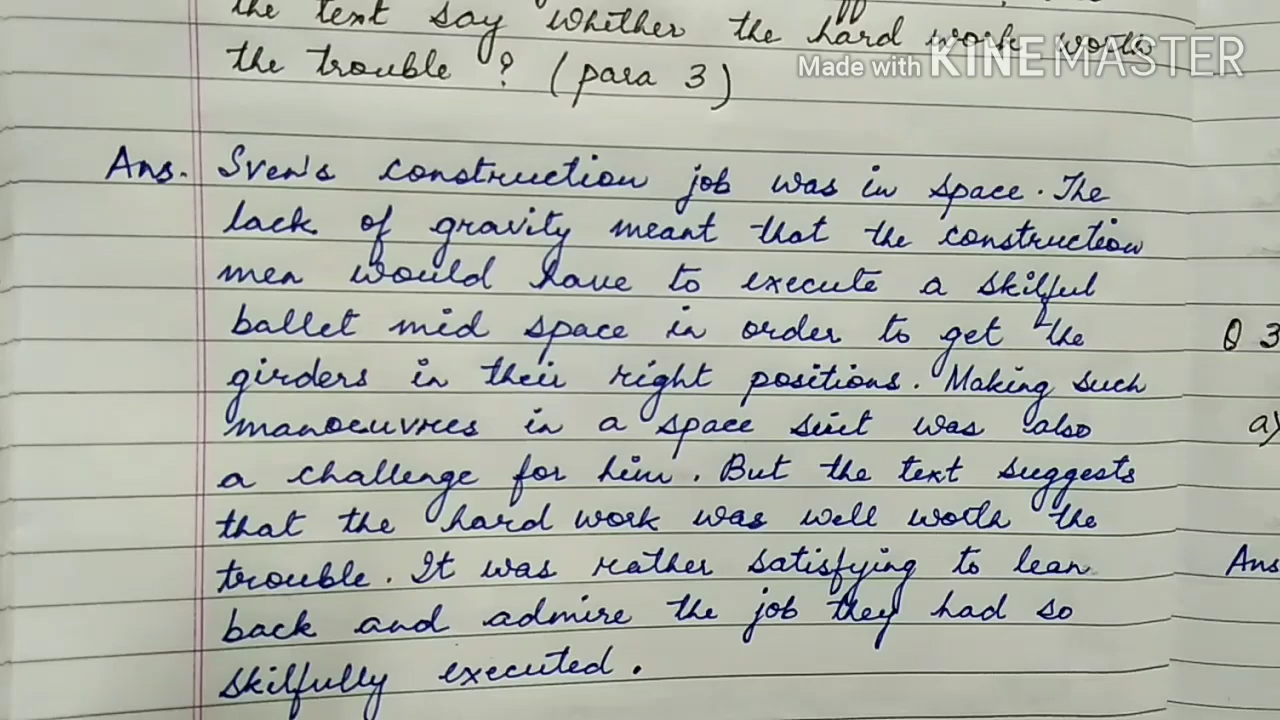 the text say whether the hard work worth
the trouble ? (para 3)
Made with KINEMASTER
Ans. Sven's construction job was in space. The
lack of gravity meant that the construction
men would have to execute a skilful
ballet mid space in order to get the
girders in their right positions. Making such
manoeuvres in a space suit was also
a challenge for him. But the text suggests
that the hard work was well worth the
trouble. It was rather satisfying to lean
back and admire the job they had so
skilfully executed.
Q 3
a)
Ans